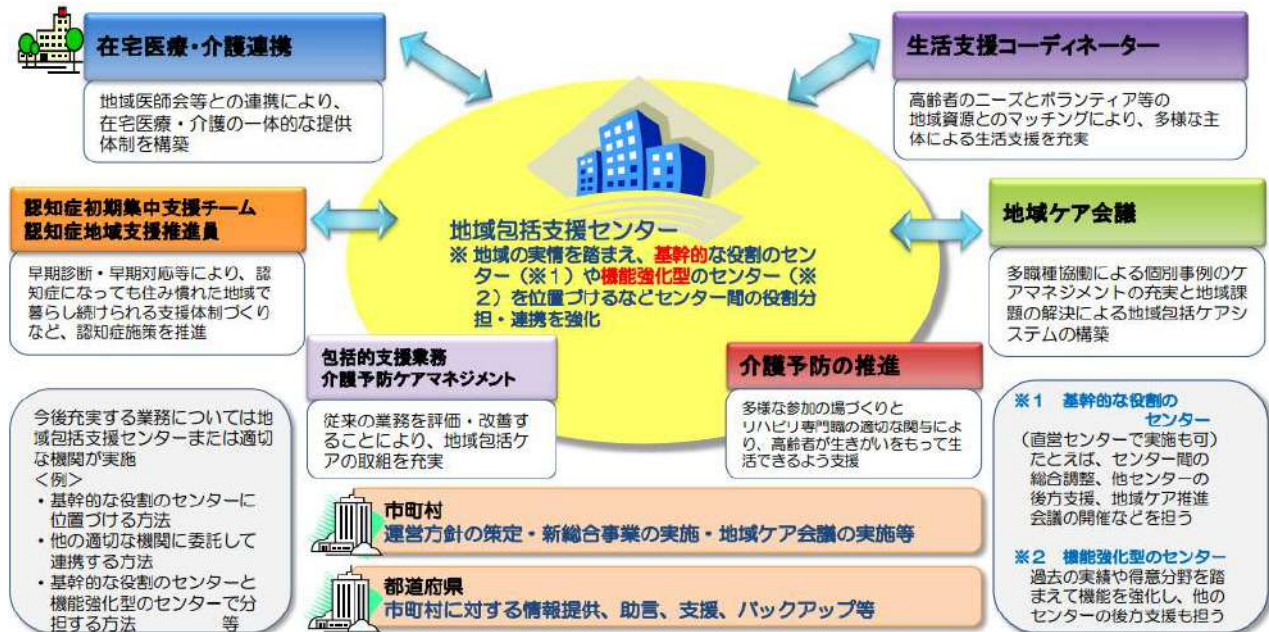 在宅医療・介護連携
地域医師会等との連携により、
在宅医療・介護の一体的な提供
体制を構築
生活支援コーディネーター
高齢者のニーズとボランティア等の
地域資源とのマッチングにより、多様な主
体による生活支援を充実
認知症初期集中支援チーム
認知症地域支援推進員
早期診断・早期対応等により、認
知症になっても住み慣れた地域で
暮らし続けられる支援体制づくり
など、認知症施策を推進
地域包括支援センター
※ 地域の実情を踏まえ、基幹的な役割のセン
ター（※１）や機能強化型のセンター（※
２）を位置づけるなどセンター間の役割分
担・連携を強化
地域ケア会議
多職種協働による個別事例のケ
アマネジメントの充実と地域課
題の解決による地域包括ケアシ
ステムの構築
包括的支援業務
介護予防ケアマネジメント
従来の業務を評価・改善す
ることにより、地域包括ケ
アの取組を充実
介護予防の推進
多様な参加の場づくりと
リハビリ専門職の適切な関与によ
り、高齢者が生きがいをもって生
活できるよう支援
今後充実する業務については地
域包括支援センターまたは適切
な機関が実施
＜例＞
・基幹的な役割のセンターに
位置づける方法
・他の適切な機関に委託して
連携する方法
・基幹的な役割のセンターと
機能強化型のセンターで分
担する方法　　　　等
市町村
運営方針の策定・新総合事業の実施・地域ケア会議の実施等
都道府県
市町村に対する情報提供、助言、支援、バックアップ等
※１　基幹的な役割の
センター
（直営センターで実施も可）
たとえば、センター間の
総合調整、他センターの
後方支援、地域ケア推進
会議の開催などを担う
※２　機能強化型のセンター
過去の実績や得意分野を踏
まえて機能を強化し、他の
センターの後方支援も担う